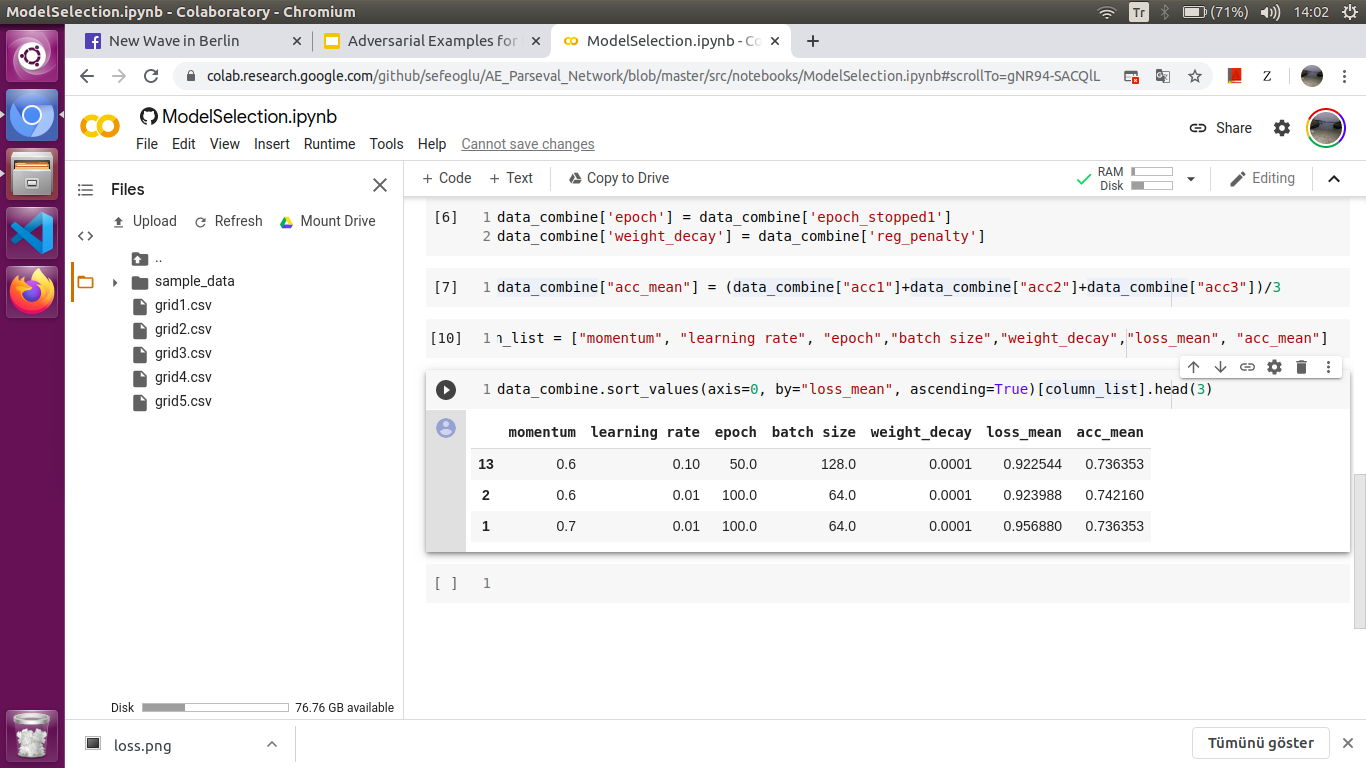 ModelSelection.ipynb - Colaboratory - Chromium
Tr
(71%)
14:02
New Wave in Berlin
Adversarial Examples for
ModelSelection.ipynb - Co
colab.research.google.com/github/sefeoglu/AE_Parseval_Network/blob/master/src/notebooks/ModelSelection.ipynb#scrollTo=gNR94-SACQlL
Z
ModelSelection.ipynb
File Edit View Insert Runtime Tools Help Cannot save changes
Share
Files
Upload Refresh Mount Drive
..
sample_data
grid1.csv
grid2.csv
grid3.csv
grid4.csv
grid5.csv
Disk 76.76 GB available
+ Code + Text Copy to Drive
RAM
Disk
Editing
[6] 1 data_combine['epoch'] = data_combine['epoch_stopped1']
2 data_combine['weight_decay'] = data_combine['reg_penalty']
[7] 1 data_combine["acc_mean"] = (data_combine["acc1"]+data_combine["acc2"]+data_combine["acc3"])/3
[10] 1 n_list = ["momentum", "learning rate", "epoch","batch size","weight_decay","loss_mean", "acc_mean"]
1 data_combine.sort_values(axis=0, by="loss_mean", ascending=True)[column_list].head(3)
momentum learning rate epoch batch size weight_decay loss_mean acc_mean
13 0.6 0.10 50.0 128.0 0.0001 0.922544 0.736353
2 0.6 0.01 100.0 64.0 0.0001 0.923988 0.742160
1 0.7 0.01 100.0 64.0 0.0001 0.956880 0.736353
[ ] 1
loss.png
Tümünü göster